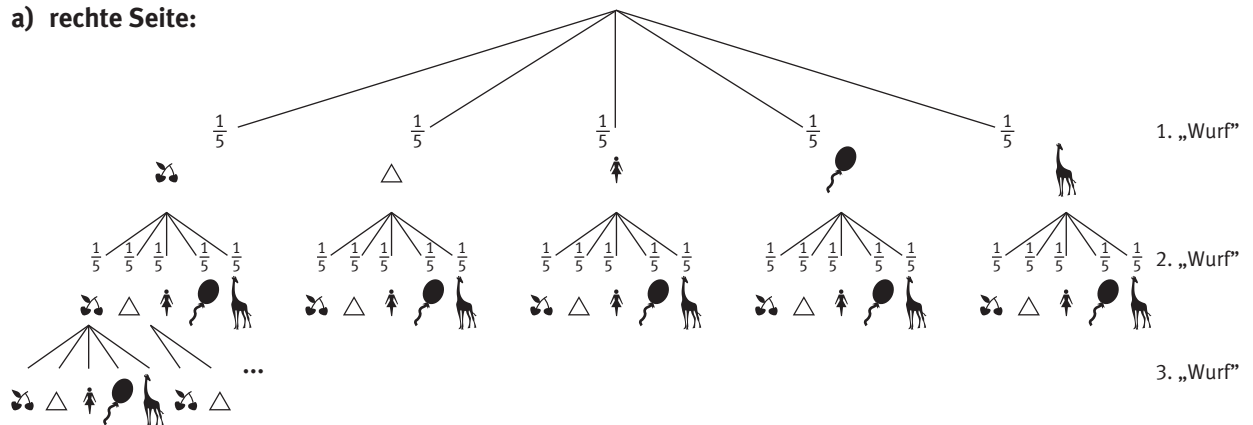 a) rechte Seite:
1/5 1/5 1/5 1/5 1/5 1. „Wurf”
1/5 1/5 1/5 1/5 1/5 1/5 1/5 1/5 1/5 1/5 1/5 1/5 1/5 1/5 1/5 1/5 1/5 1/5 1/5 1/5 1/5 1/5 1/5 1/5 1/5 2. „Wurf”
... 3. „Wurf”